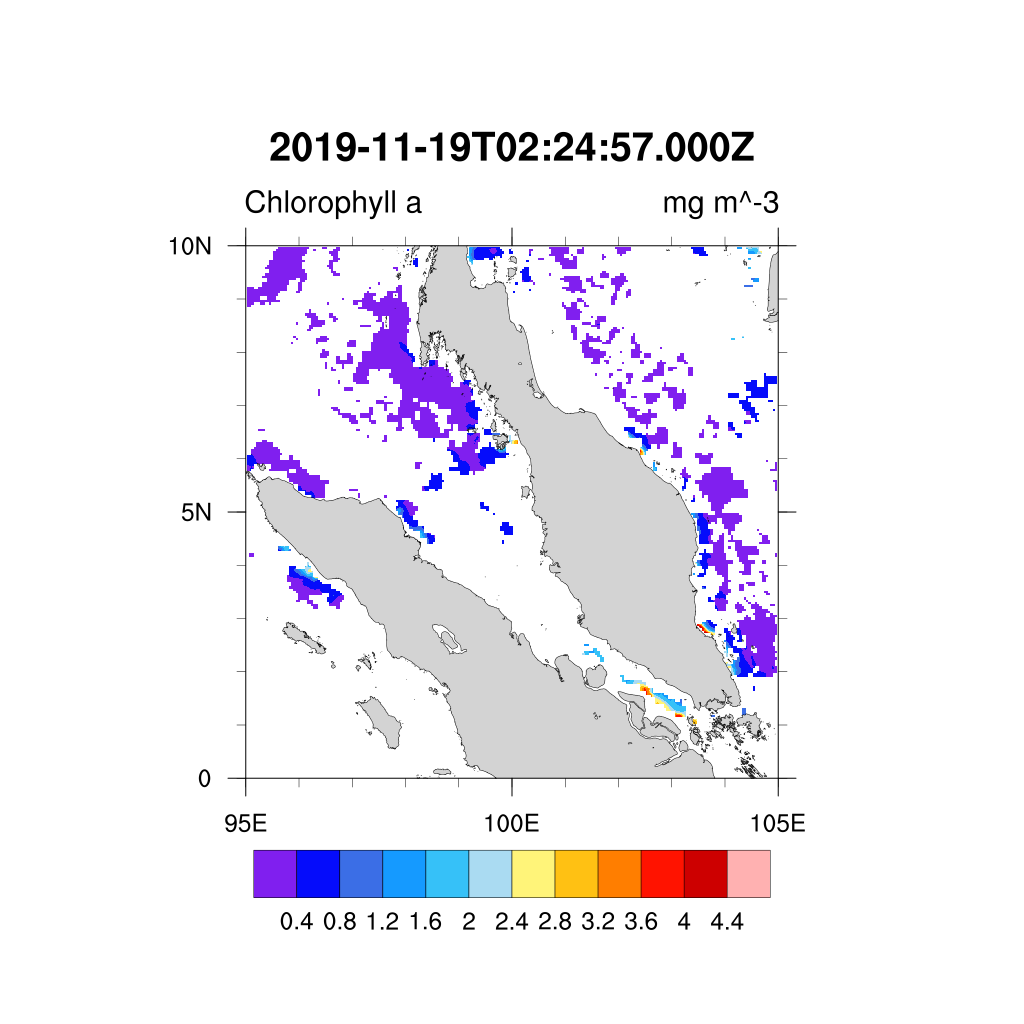 2019-11-19T02:24:57.000Z
Chlorophyll a mg m^-3
10N
5N
0
95E 100E 105E
0.4 0.8 1.2 1.6 2 2.4 2.8 3.2 3.6 4 4.4